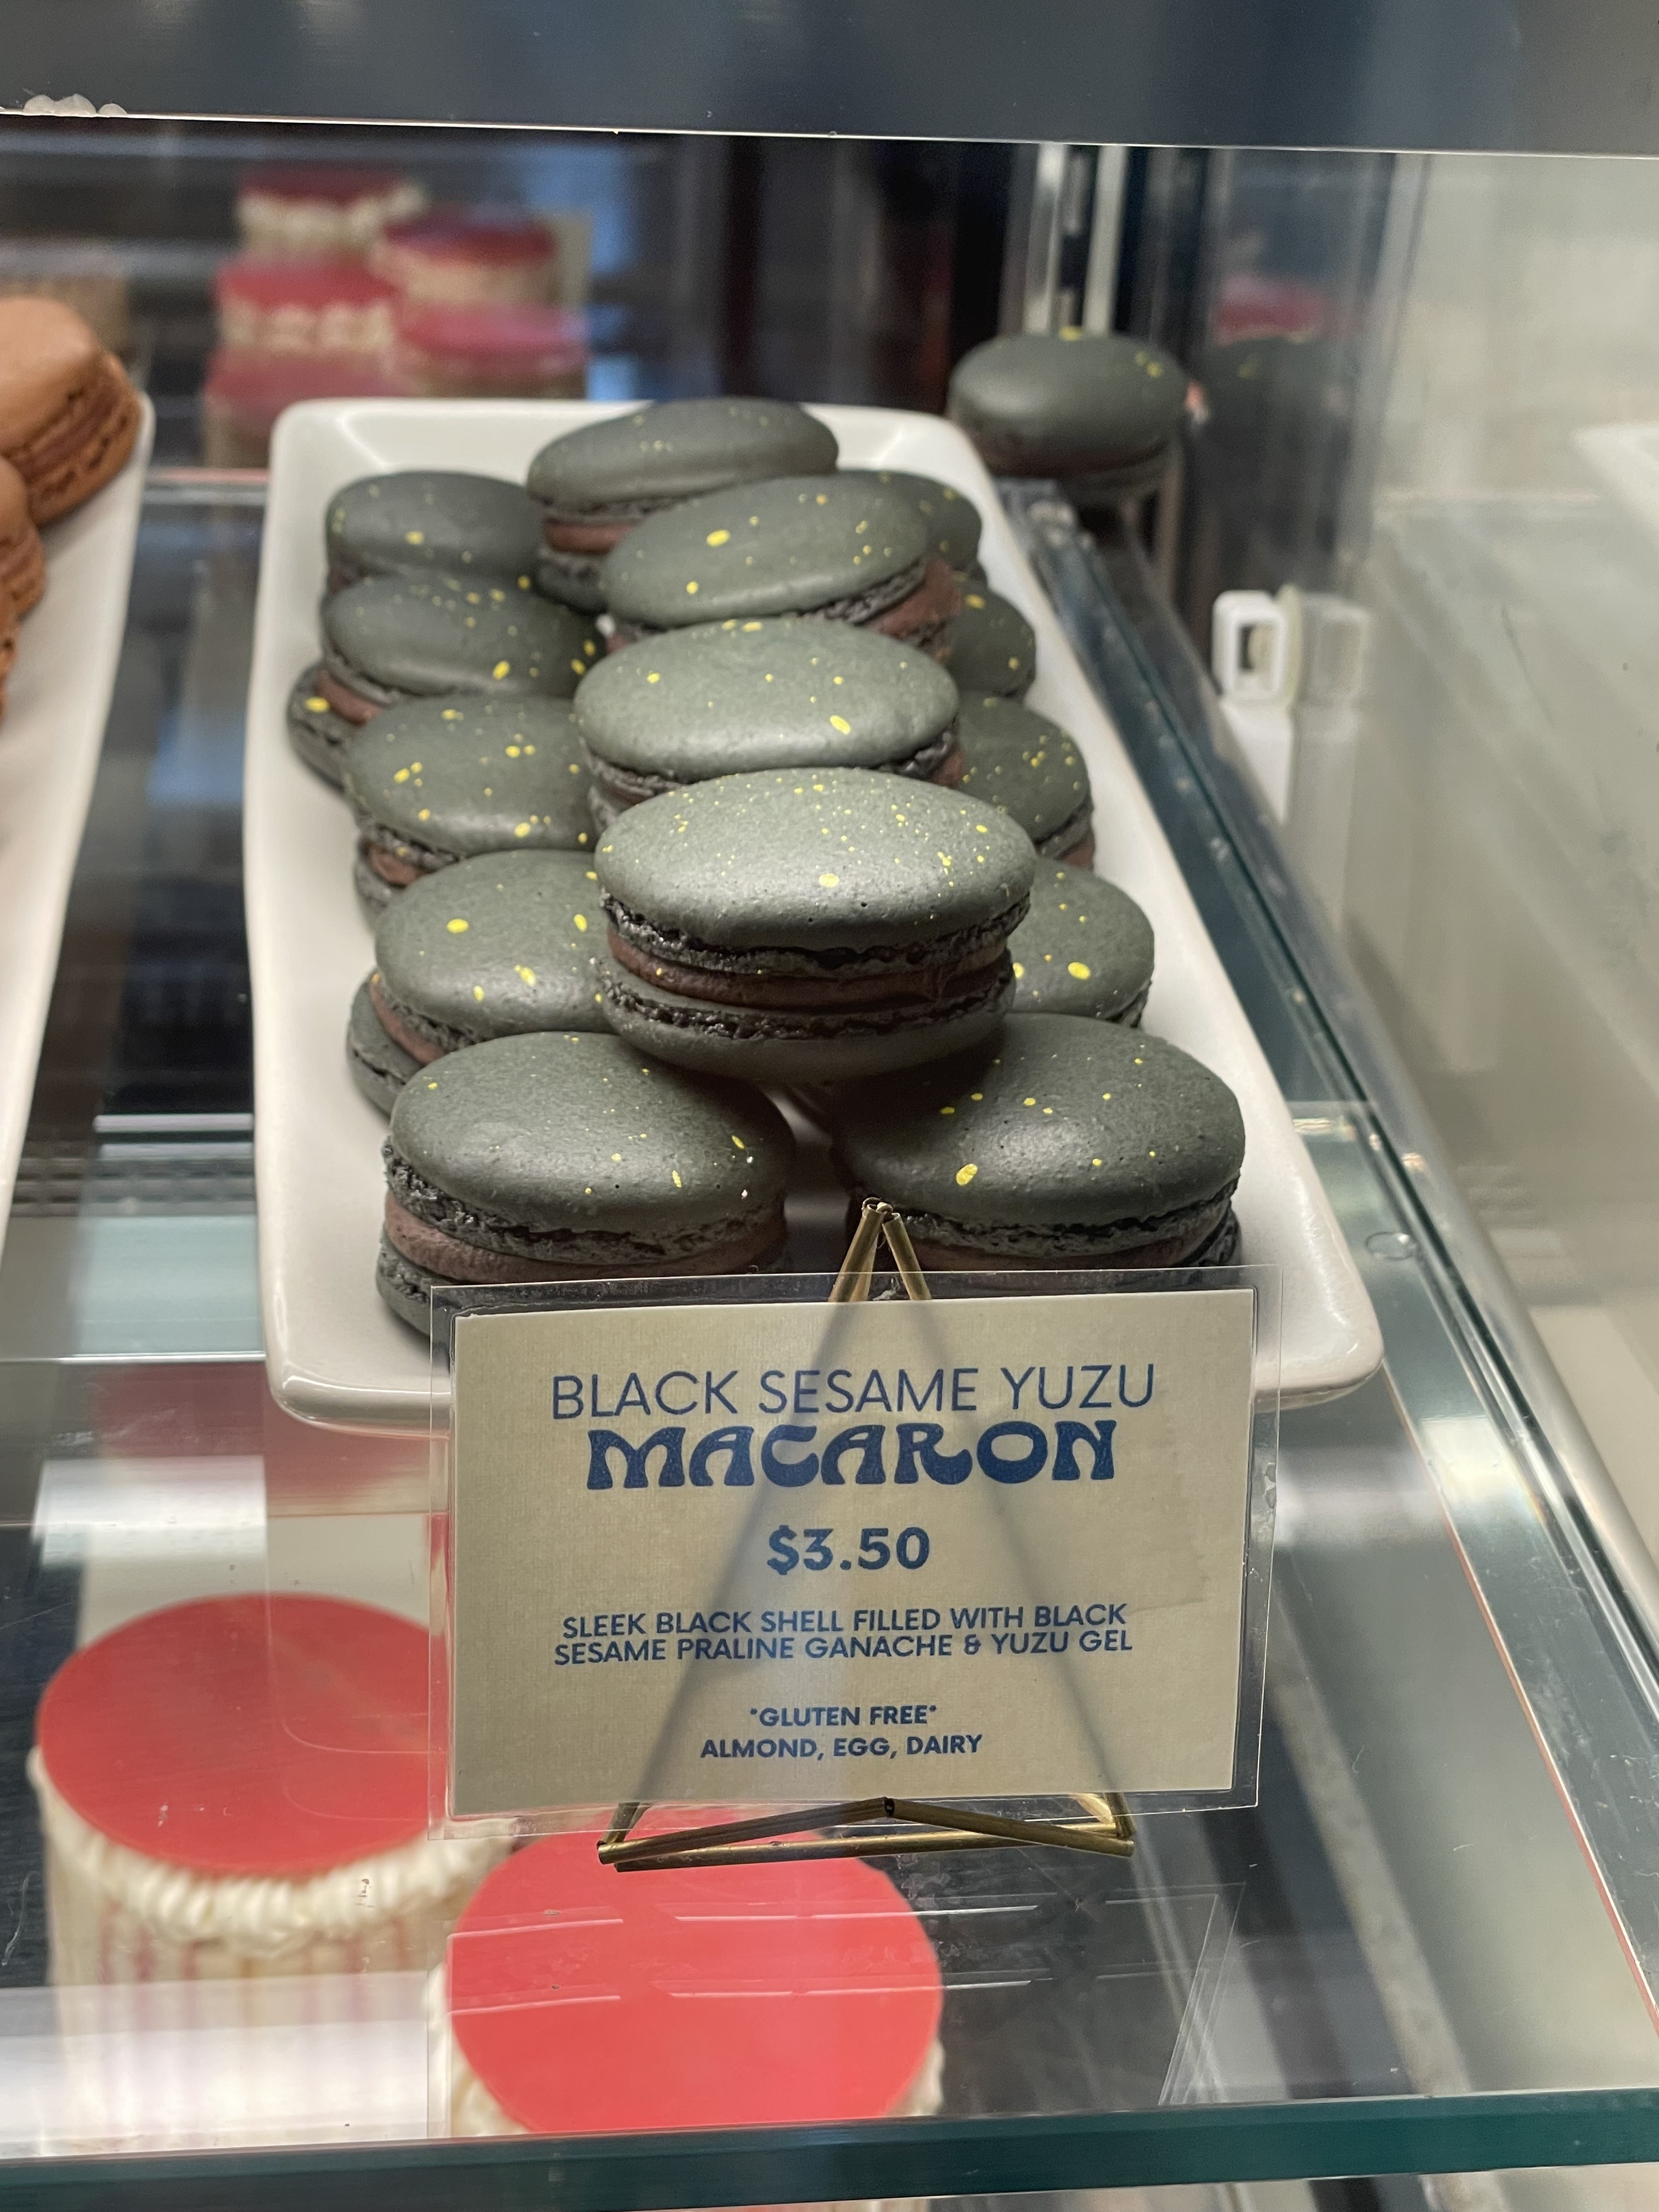 BLACK SESAME YUZU
MACARON
$3.50
SLEEK BLACK SHELL FILLED WITH BLACK
SESAME PRALINE GANACHE & YUZU GEL
*GLUTEN FREE*
ALMOND, EGG, DAIRY